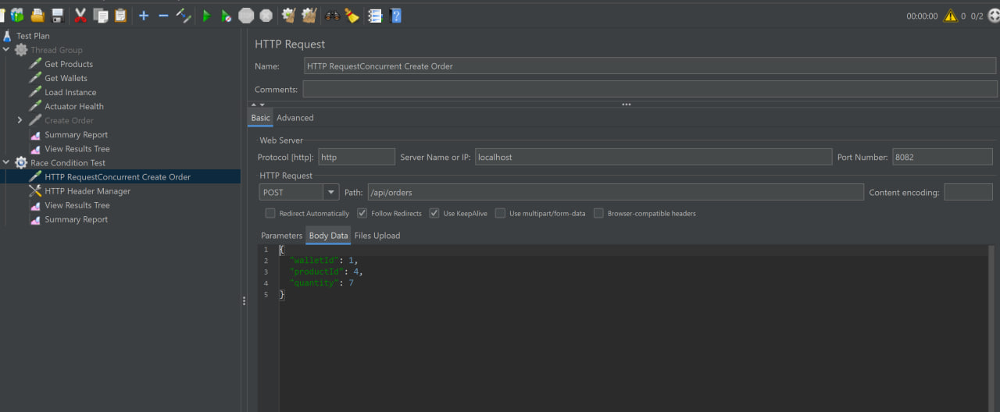 00:00:00 0 0/2
Test Plan
Thread Group
Get Products
Get Wallets
Load Instance
Actuator Health
Create Order
Summary Report
View Results Tree
Race Condition Test
HTTP RequestConcurrent Create Order
HTTP Header Manager
View Results Tree
Summary Report
HTTP Request
Name: HTTP RequestConcurrent Create Order
Comments:
Basic Advanced
Web Server
Protocol [http]: http Server Name or IP: localhost Port Number: 8082
HTTP Request
POST Path: /api/orders Content encoding:
Redirect Automatically Follow Redirects Use KeepAlive Use multipart/form-data Browser-compatible headers
Parameters Body Data Files Upload
1 {
2 "walletId": 1,
3 "productId": 4,
4 "quantity": 7
5 }